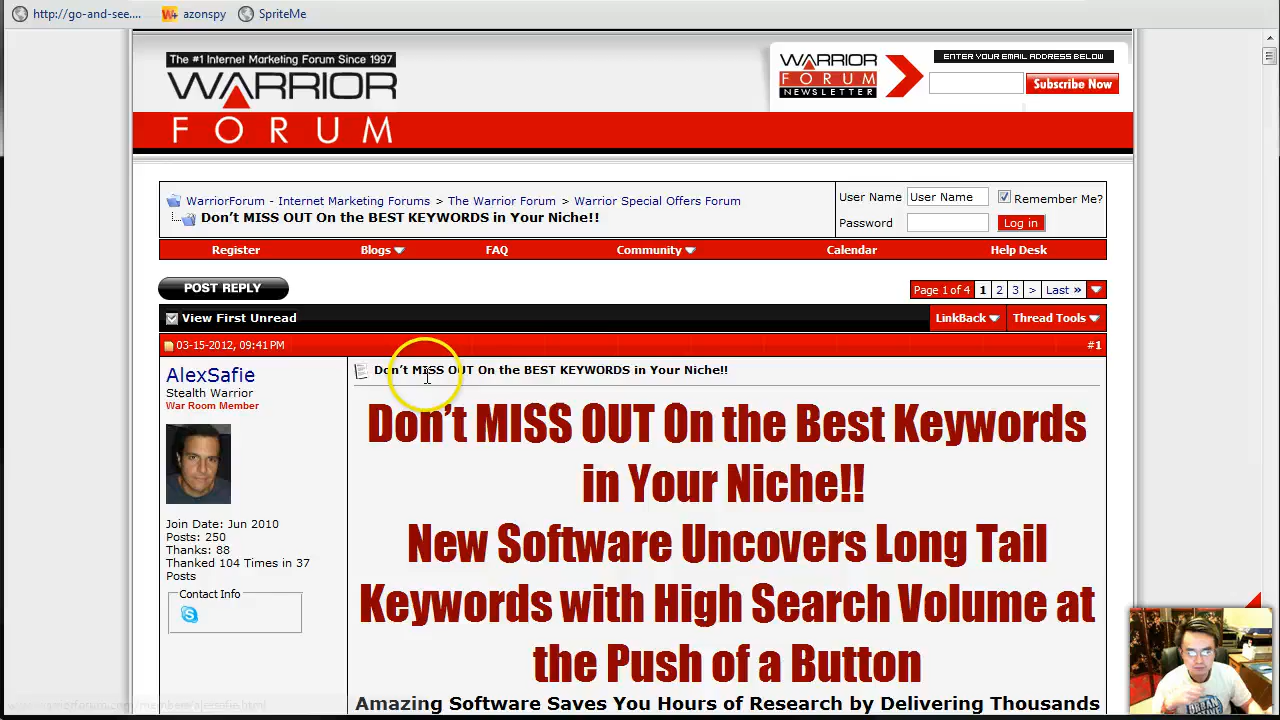 http://go-and-see.... azonspy SpriteMe
The #1 Internet Marketing Forum Since 1997
WARRIOR
FORUM
WARRIOR
FORUM
NEWSLETTER
ENTER YOUR EMAIL ADDRESS BELOW
Subscribe Now
WarriorForum - Internet Marketing Forums > The Warrior Forum > Warrior Special Offers Forum
Don't MISS OUT On the BEST KEYWORDS in Your Niche!!
User Name User Name Remember Me?
Password Log in
Register Blogs FAQ Community Calendar Help Desk
POST REPLY
Page 1 of 4 1 2 3 > Last »
View First Unread LinkBack Thread Tools
03-15-2012, 09:41 PM #1
AlexSafie
Stealth Warrior
War Room Member
Join Date: Jun 2010
Posts: 250
Thanks: 88
Thanked 104 Times in 37
Posts
Contact Info
Don't MISS OUT On the BEST KEYWORDS in Your Niche!!
Don't MISS OUT On the Best Keywords
in Your Niche!!
New Software Uncovers Long Tail
Keywords with High Search Volume at
the Push of a Button
Amazing Software Saves You Hours of Research by Delivering Thousands